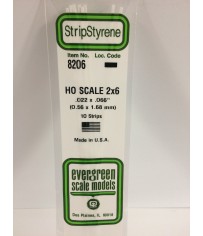 StripStyrene
Item No. Loc. Code
8206
HO SCALE 2x6
.022 x .066"
(0.56 x 1.68 mm)
10 Strips
Made in U.S.A.
evergreen
scale models
Des Plaines, IL 60018